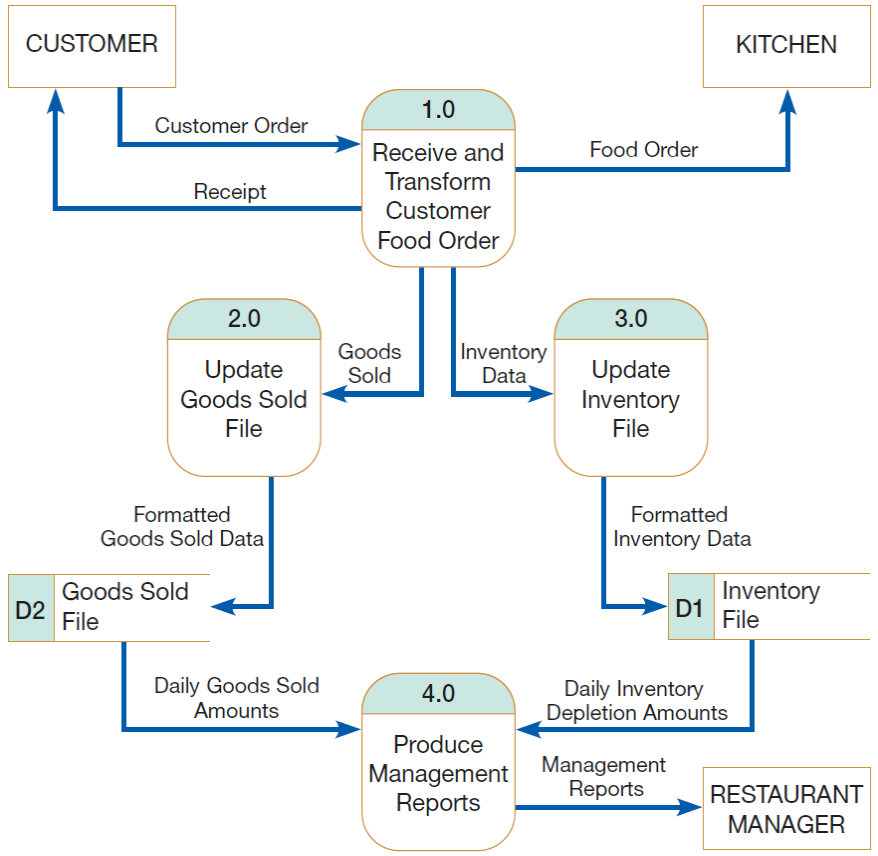 CUSTOMER
KITCHEN
1.0
Receive and
Transform
Customer
Food Order
Customer Order
Receipt
Food Order
Goods
Sold
Inventory
Data
2.0
Update
Goods Sold
File
3.0
Update
Inventory
File
Formatted
Goods Sold Data
Formatted
Inventory Data
D2
Goods Sold
File
D1
Inventory
File
Daily Goods Sold
Amounts
Daily Inventory
Depletion Amounts
4.0
Produce
Management
Reports
Management
Reports
RESTAURANT
MANAGER